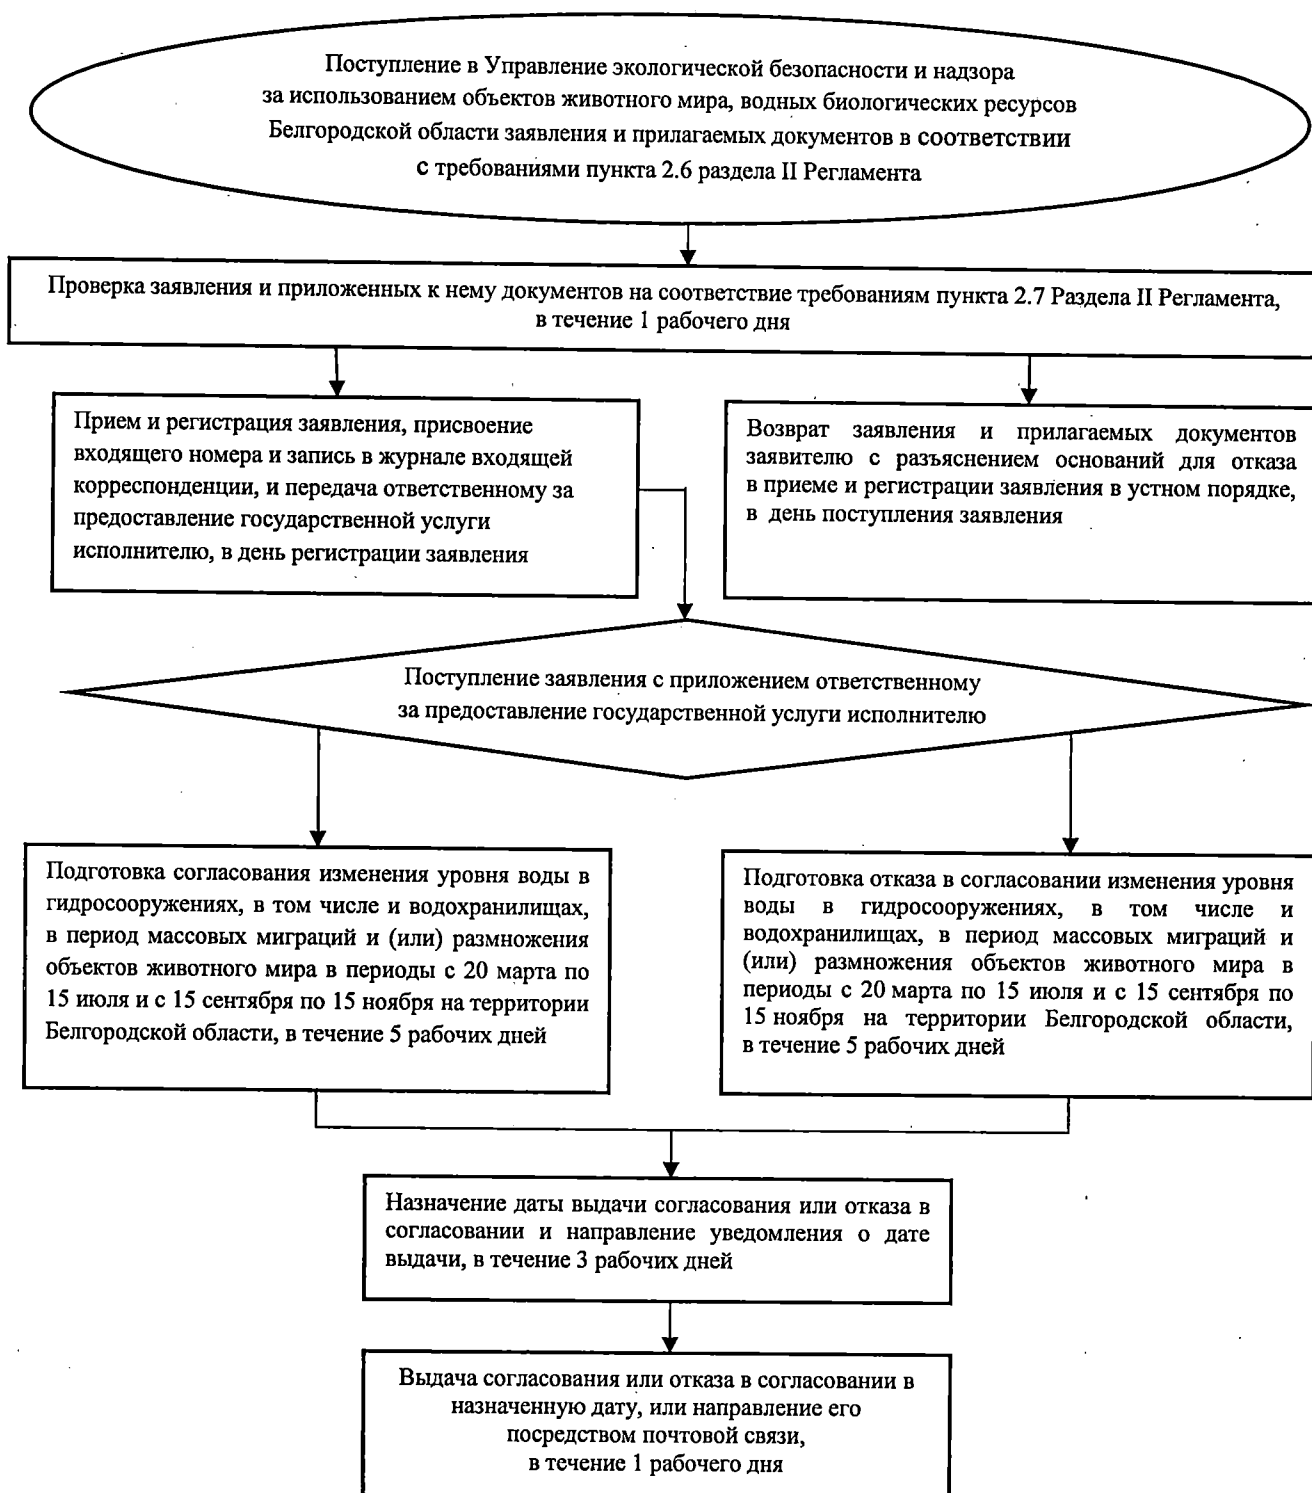 Поступление в Управление экологической безопасности и надзора
за использованием объектов животного мира, водных биологических ресурсов
Белгородской области заявления и прилагаемых документов в соответствии
с требованиями пункта 2.6 раздела II Регламента
Проверка заявления и приложенных к нему документов на соответствие требованиям пункта 2.7 Раздела II Регламента,
в течение 1 рабочего дня
Прием и регистрация заявления, присвоение
входящего номера и запись в журнале входящей
корреспонденции, и передача ответственному за
предоставление государственной услуги
исполнителю, в день регистрации заявления
Возврат заявления и прилагаемых документов
заявителю с разъяснением оснований для отказа
в приеме и регистрации заявления в устном порядке,
в день поступления заявления
Поступление заявления с приложением ответственному
за предоставление государственной услуги исполнителю
Подготовка согласования изменения уровня воды в
гидросооружениях, в том числе и водохранилищах,
в период массовых миграций и (или) размножения
объектов животного мира в периоды с 20 марта по
15 июля и с 15 сентября по 15 ноября на территории
Белгородской области, в течение 5 рабочих дней
Подготовка отказа в согласовании изменения уровня
воды в гидросооружениях, в том числе и
водохранилищах, в период массовых миграций и
(или) размножения объектов животного мира в
периоды с 20 марта по 15 июля и с 15 сентября по
15 ноября на территории Белгородской области,
в течение 5 рабочих дней
Назначение даты выдачи согласования или отказа в
согласовании и направление уведомления о дате
выдачи, в течение 3 рабочих дней
Выдача согласования или отказа в согласовании в
назначенную дату, или направление его
посредством почтовой связи,
в течение 1 рабочего дня